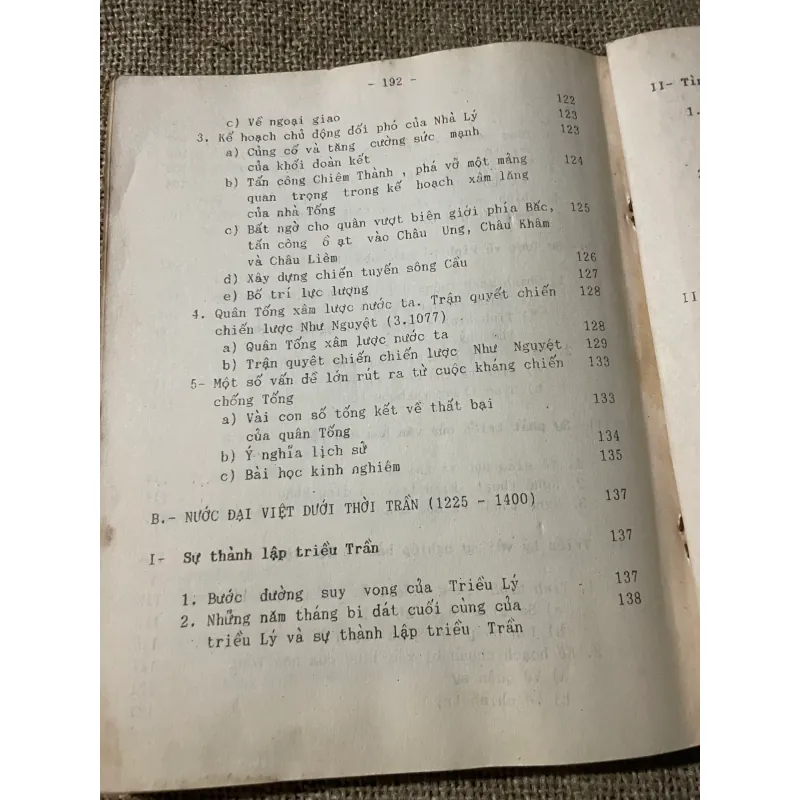 - 192 -
c) Về ngoại giao 122
3. Kế hoạch chủ động đối phó của Nhà Lý 123
a) Củng cố và tăng cường sức mạnh 123
của khối đoàn kết
b) Tấn công Chiêm Thành , phá vỡ một mảng 124
quan trọng trong kế hoạch xâm lăng
của nhà Tống
c) Bất ngờ cho quân vượt biên giới phía Bắc, 125
tấn công ồ ạt vào Châu Ung, Châu Khâm
và Châu Liêm
d) Xây dựng chiến tuyến sông Cầu 126
e) Bố trí lực lượng 127
4. Quân Tống xâm lược nước ta. Trận quyết chiến 128
chiến lược Như Nguyệt (3.1077)
a) Quân Tống xâm lược nước ta 128
b) Trận quyết chiến chiến lược Như Nguyệt 129
5- Một số vấn đề lớn rút ra từ cuộc kháng chiến 133
chống Tống
a) Vài con số tổng kết về thất bại 133
của quân Tống
b) Ý nghĩa lịch sử 134
c) Bài học kinh nghiêm 135
B.- NƯỚC ĐẠI VIỆT DƯỚI THỜI TRẦN (1225 - 1400) 137
I- Sự thành lập triều Trần 137
1. Bước đường suy vong của Triều Lý 137
2. Những năm tháng bi đát cuối cùng của 138
triều Lý và sự thành lập triều Trần
II- Tì
1.
II